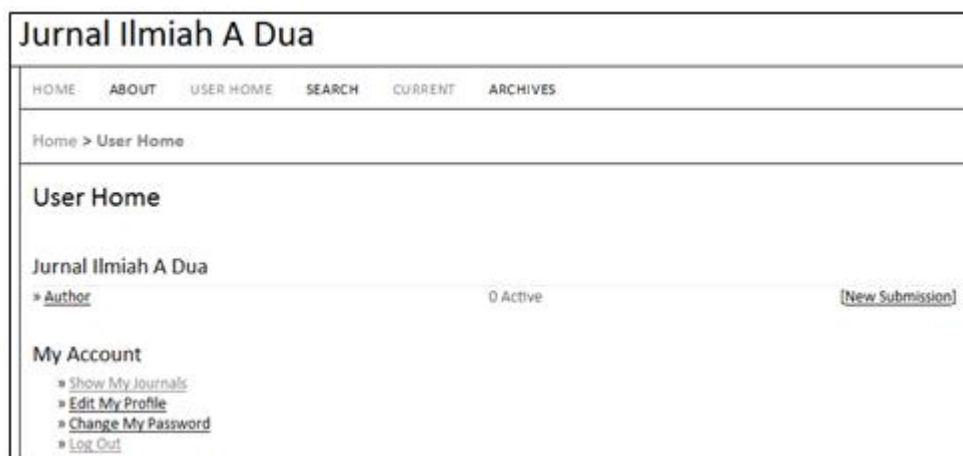 Jurnal Ilmiah A Dua
HOME ABOUT USER HOME SEARCH CURRENT ARCHIVES
Home > User Home
User Home
Jurnal Ilmiah A Dua
» Author 0 Active [New Submission]
My Account
» Show My Journals
» Edit My Profile
» Change My Password
» Log Out